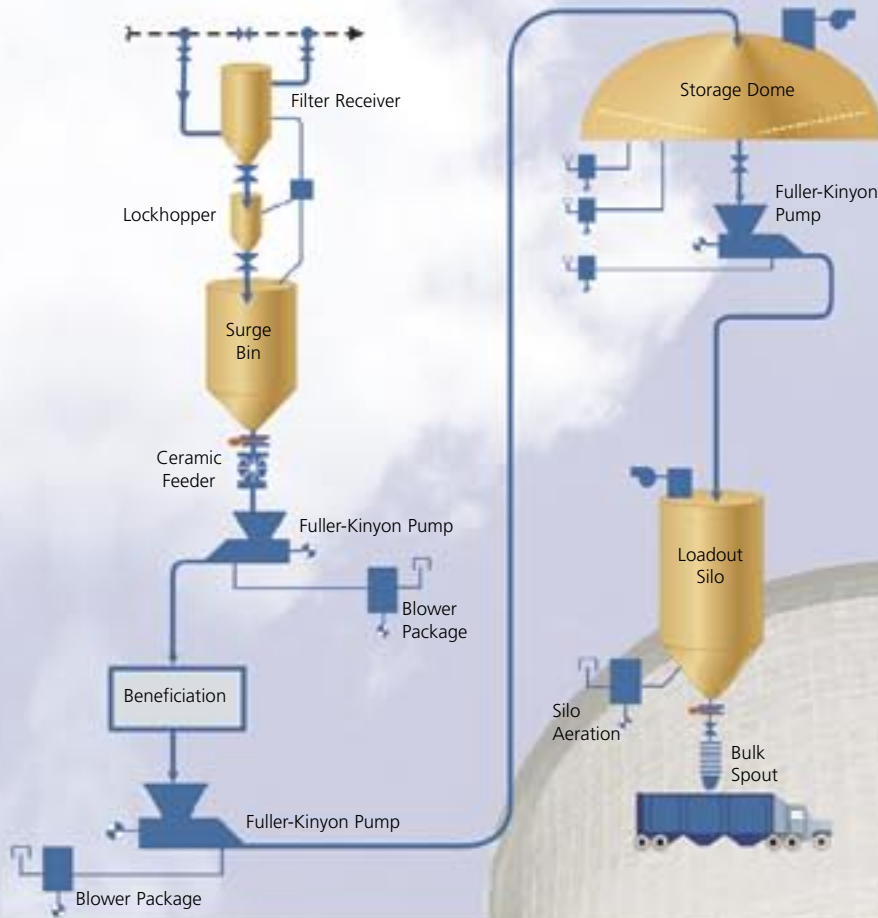 Filter Receiver
Lockhopper
Surge
Bin
Ceramic
Feeder
Fuller-Kinyon Pump
Blower
Package
Beneficiation
Fuller-Kinyon Pump
Blower Package
Storage Dome
Fuller-Kinyon
Pump
Loadout
Silo
Silo
Aeration
Bulk
Spout